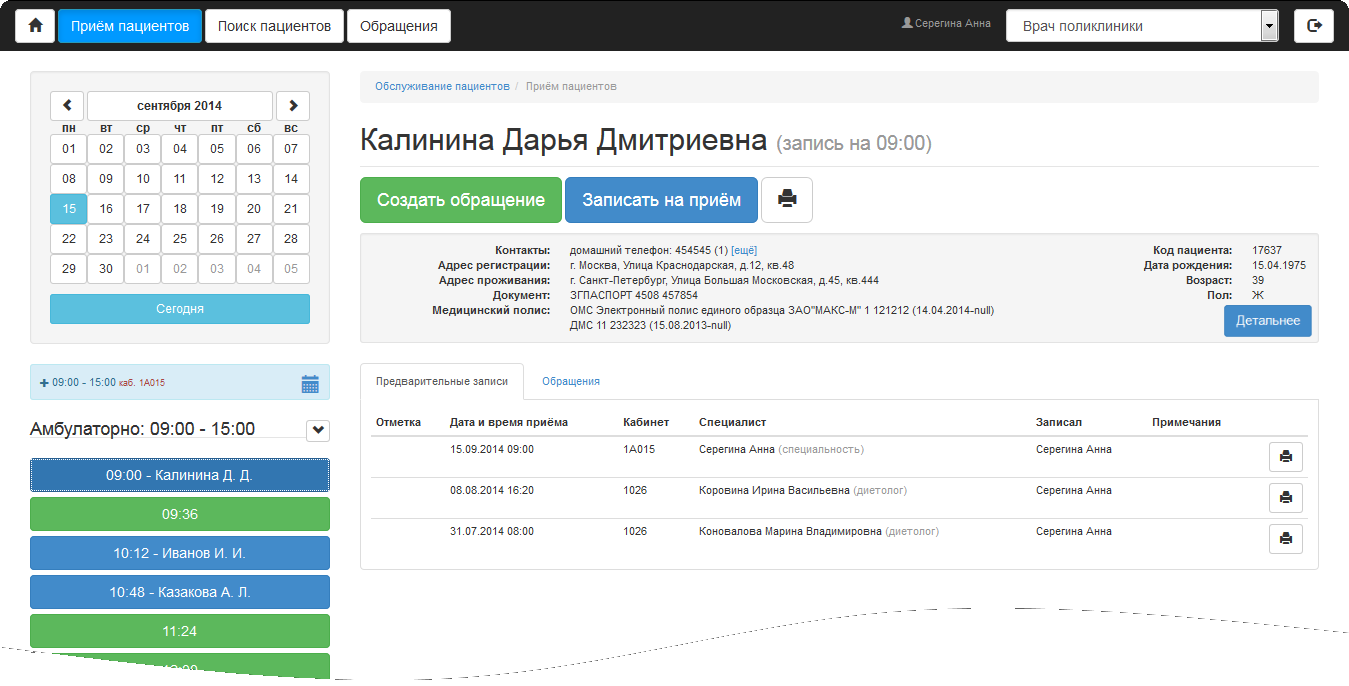 Приём пациентов Поиск пациентов Обращения Серегина Анна Врач поликлиники
сентября 2014
пн вт ср чт пт сб вс
01 02 03 04 05 06 07
08 09 10 11 12 13 14
15 16 17 18 19 20 21
22 23 24 25 26 27 28
29 30 01 02 03 04 05
Сегодня
09:00 - 15:00 каб. 1А015
Амбулаторно: 09:00 - 15:00
09:00 - Калинина Д. Д.
09:36
10:12 - Иванов И. И.
10:48 - Казакова А. Л.
11:24
Обслуживание пациентов / Приём пациентов
Калинина Дарья Дмитриевна (запись на 09:00)
Создать обращение Записать на приём
Контакты: домашний телефон: 454545 (1) [ещё]
Адрес регистрации: г. Москва, Улица Краснодарская, д.12, кв.48
Адрес проживания: г. Санкт-Петербург, Улица Большая Московская, д.45, кв.444
Документ: ЗГПАСПОРТ 4508 457854
Медицинский полис: ОМС Электронный полис единого образца ЗАО"МАКС-М" 1 121212 (14.04.2014-null)
ДМС 11 232323 (15.08.2013-null)
Код пациента: 17637
Дата рождения: 15.04.1975
Возраст: 39
Пол: Ж
Детальнее
Предварительные записи Обращения
Отметка Дата и время приёма Кабинет Специалист Записал Примечания
15.09.2014 09:00 1А015 Серегина Анна (специальность) Серегина Анна
08.08.2014 16:20 1026 Коровина Ирина Васильевна (диетолог) Серегина Анна
31.07.2014 08:00 1026 Коновалова Марина Владимировна (диетолог) Серегина Анна